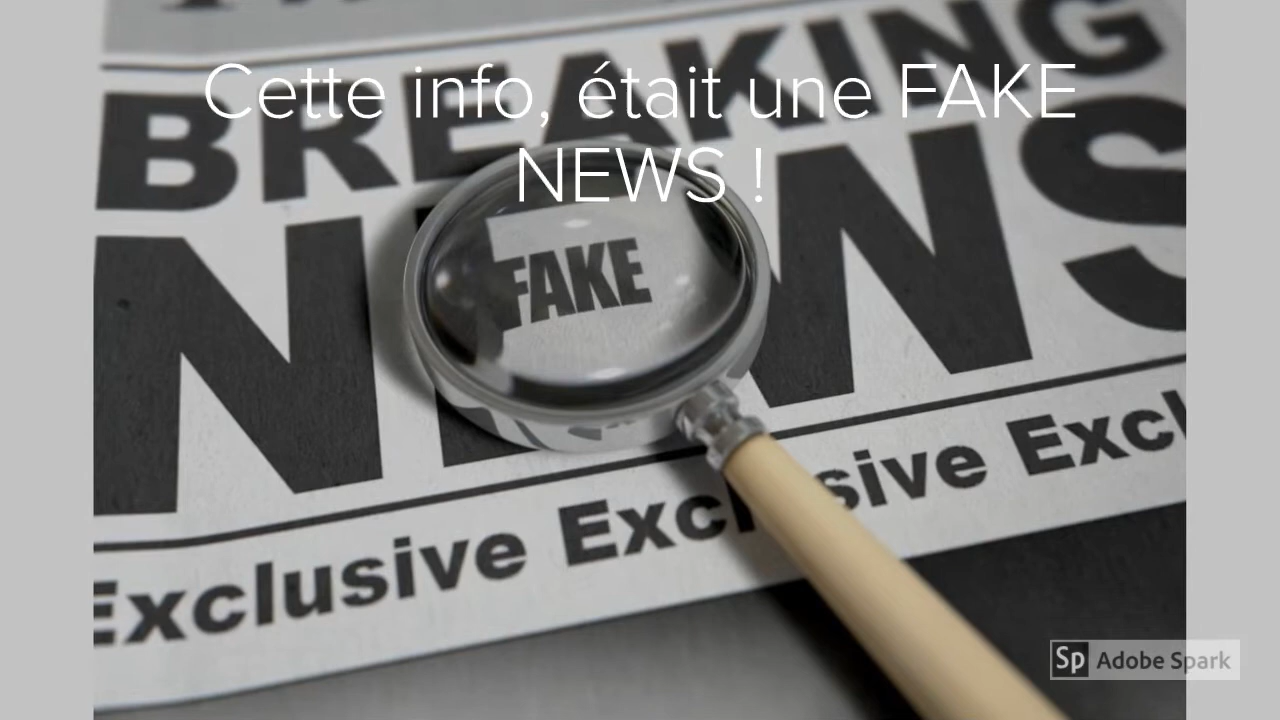 Cette info, était une FAKE
NEWS !
BREAKING
NEWS
FAKE
Exclusive Exclusive Excl
Sp Adobe Spark